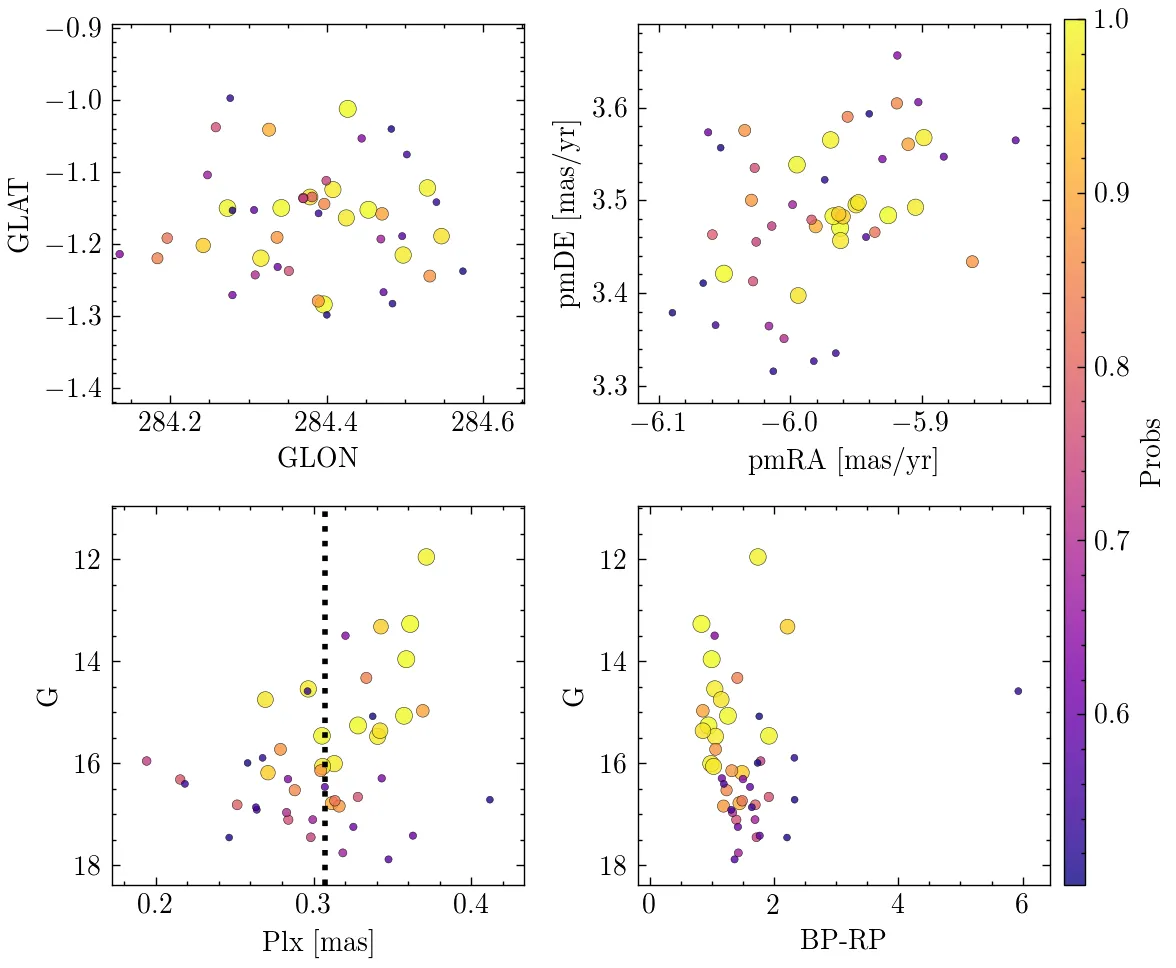 −0.9
−1.0
−1.1
−1.2
−1.3
−1.4
GLAT
284.2 284.4 284.6
GLON
3.6
3.5
3.4
3.3
pmDE [mas/yr]
−6.1 −6.0 −5.9
pmRA [mas/yr]
12
14
16
18
G
0.2 0.3 0.4
Plx [mas]
12
14
16
18
G
0 2 4 6
BP-RP
1.0
0.9
0.8
0.7
0.6
Probs